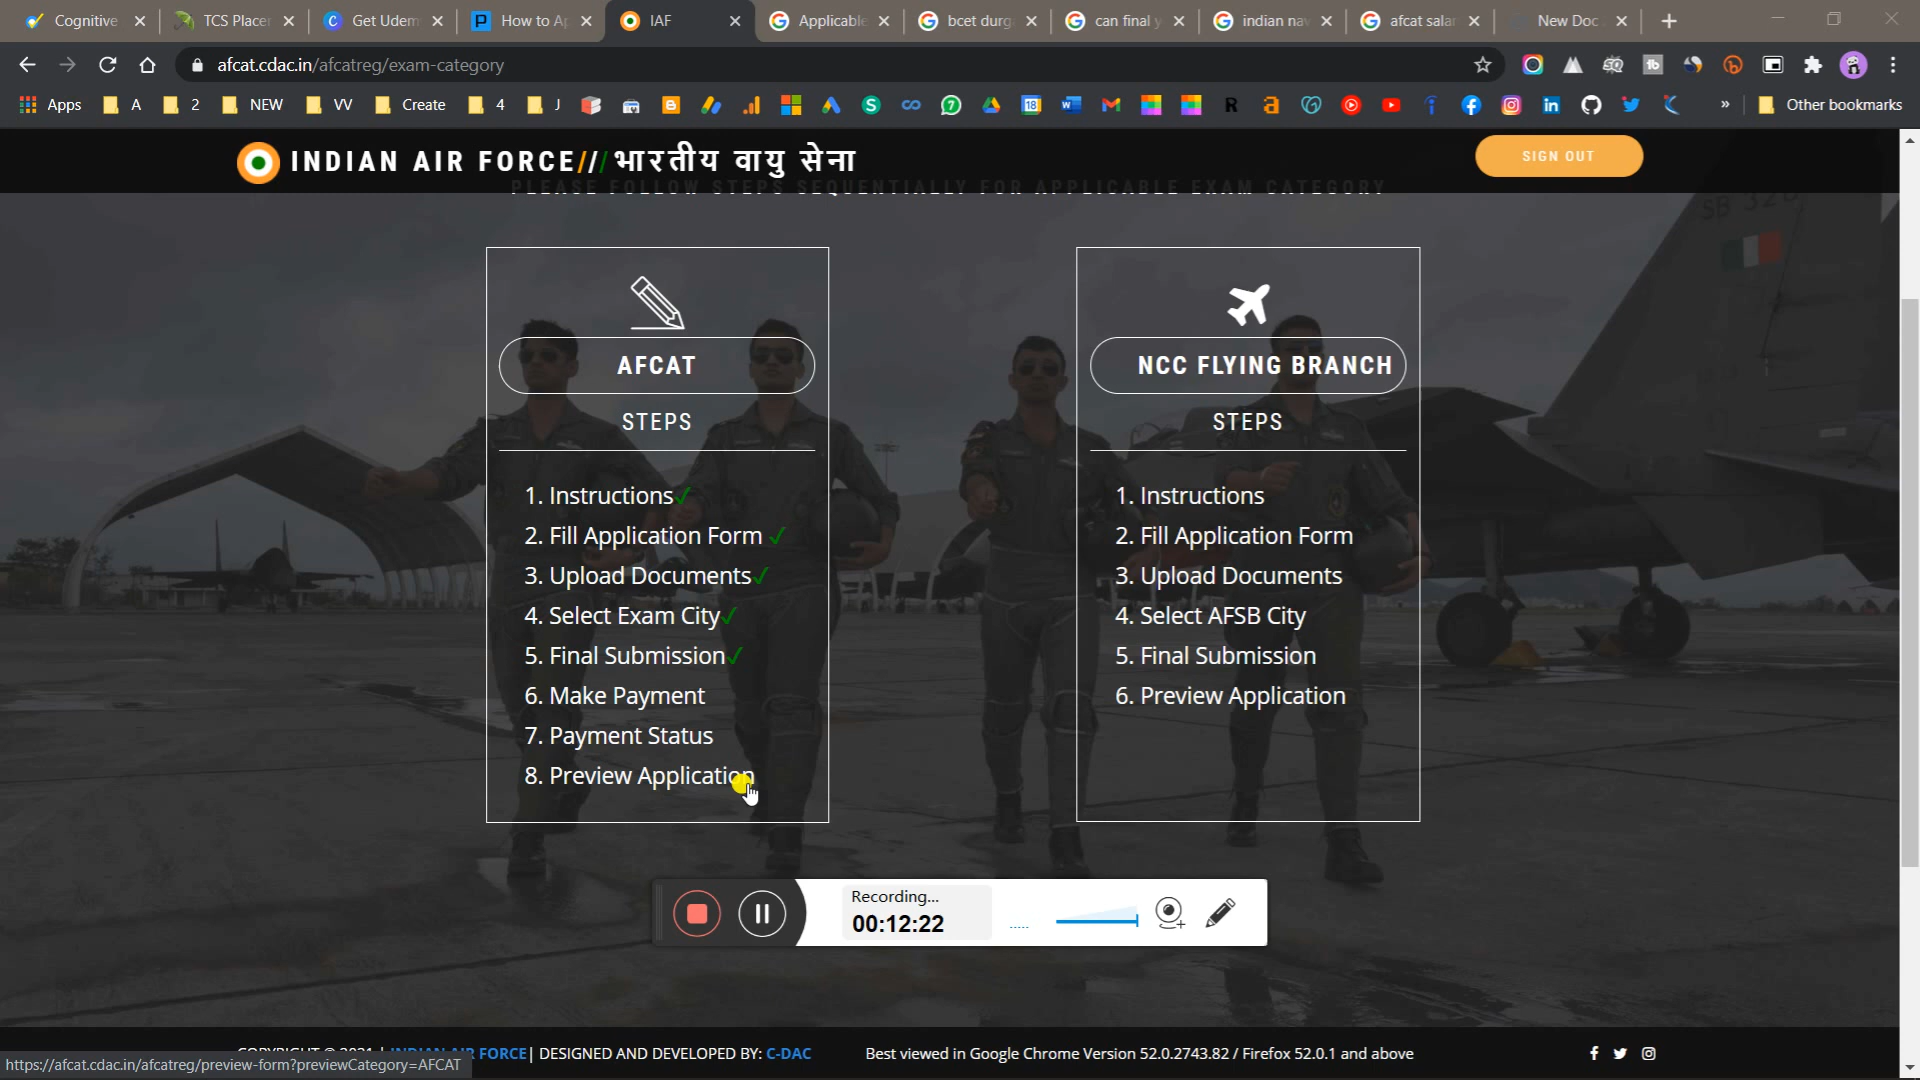 Cognitive
TCS Placer
Get Udem
How to Ap
IAF
Applicable
bcet durg
can final y
indian nav
afcat salar
New Doc
afcat.cdac.in/afcatreg/exam-category
Apps A 2 NEW VV Create 4 J Other bookmarks
INDIAN AIR FORCE//भारतीय वायु सेना
SIGN OUT
PLEASE FOLLOW STEPS SEQUENTIALLY FOR APPLICABLE EXAM CATEGORY
SB 328
AFCAT
STEPS
1. Instructions
2. Fill Application Form
3. Upload Documents
4. Select Exam City
5. Final Submission
6. Make Payment
7. Payment Status
8. Preview Application
NCC FLYING BRANCH
STEPS
1. Instructions
2. Fill Application Form
3. Upload Documents
4. Select AFSB City
5. Final Submission
6. Preview Application
Recording...
00:12:22
COPYRIGHT © 2021 | INDIAN AIR FORCE | DESIGNED AND DEVELOPED BY: C-DAC
Best viewed in Google Chrome Version 52.0.2743.82 / Firefox 52.0.1 and above
https://afcat.cdac.in/afcatreg/preview-form?previewCategory=AFCAT